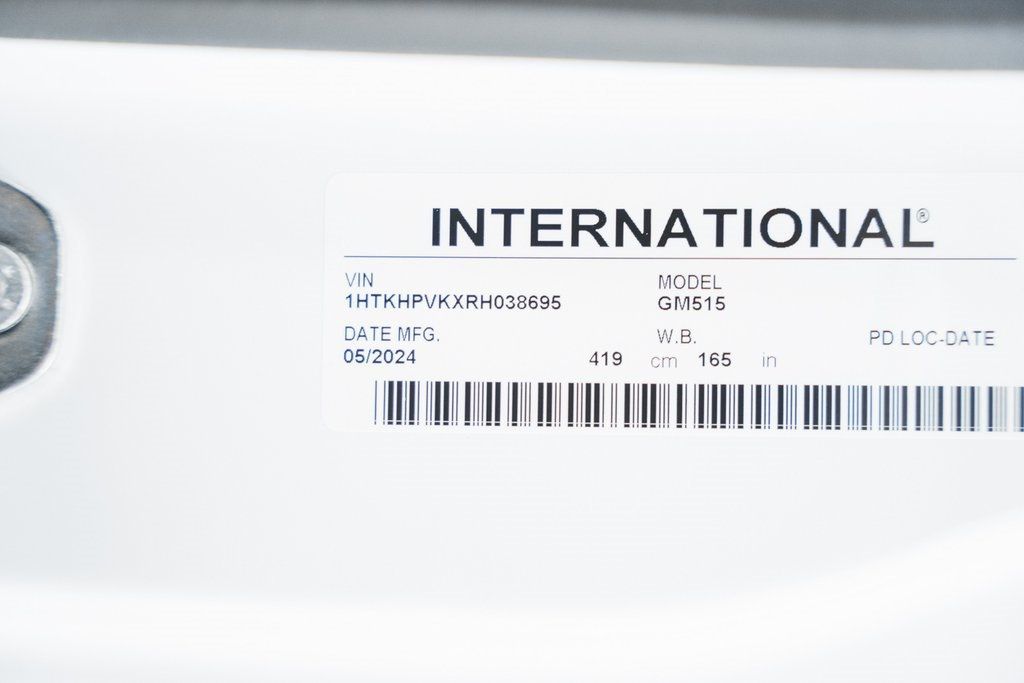 INTERNATIONAL®
VIN MODEL
1HTKHPVKXRH038695 GM515
DATE MFG. W.B. PD LOC-DATE
05/2024 419 cm 165 in